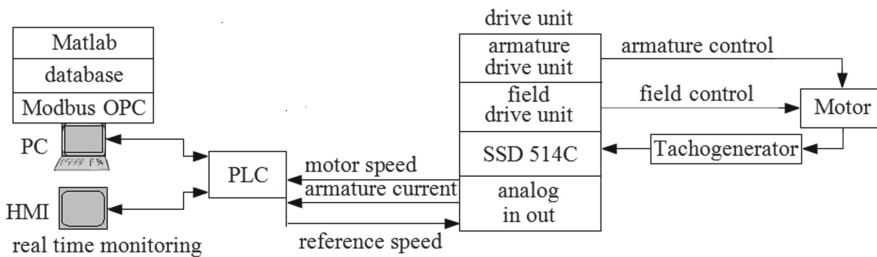 drive unit
Matlab
database
Modbus OPC
PC
HMI
real time monitoring
PLC
motor speed
armature current
reference speed
armature
drive unit
field
drive unit
SSD 514C
analog
in out
armature control
field control
Motor
Tachogenerator